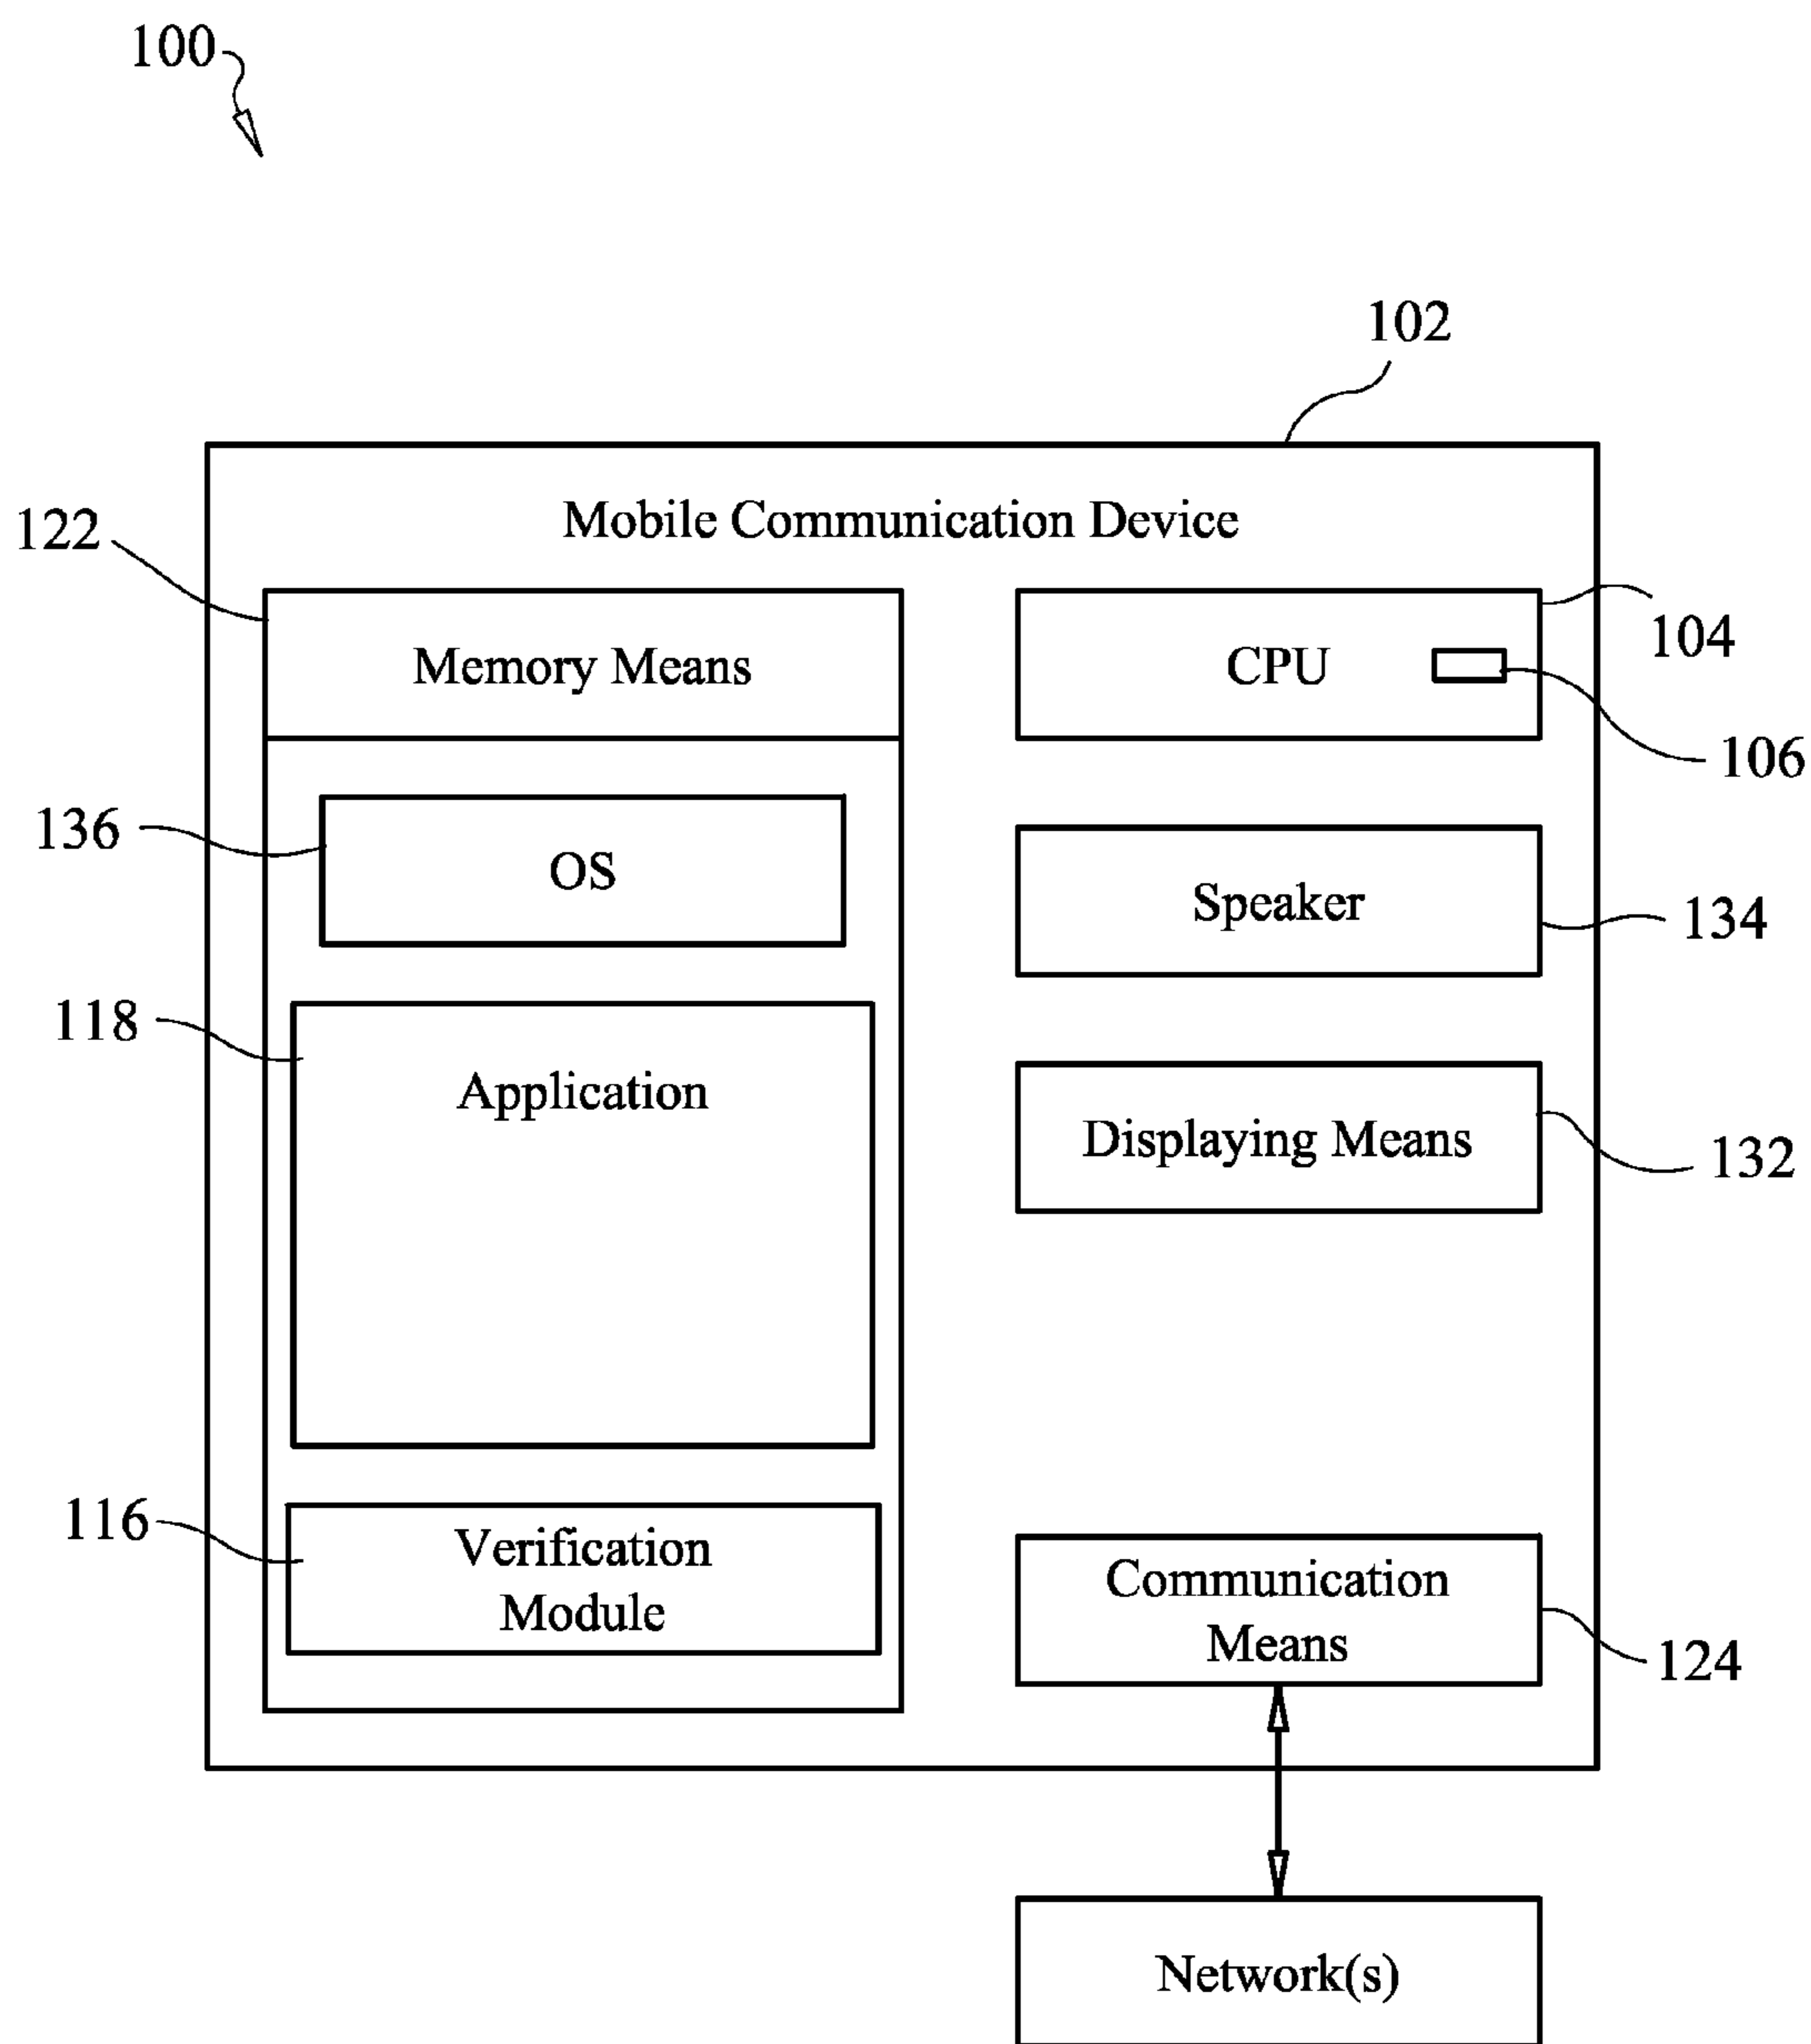 100
102
Mobile Communication Device
122
Memory Means
CPU
104
106
136
OS
Speaker
134
118
Application
Displaying Means
132
116
Verification
Module
Communication
Means
124
Network(s)